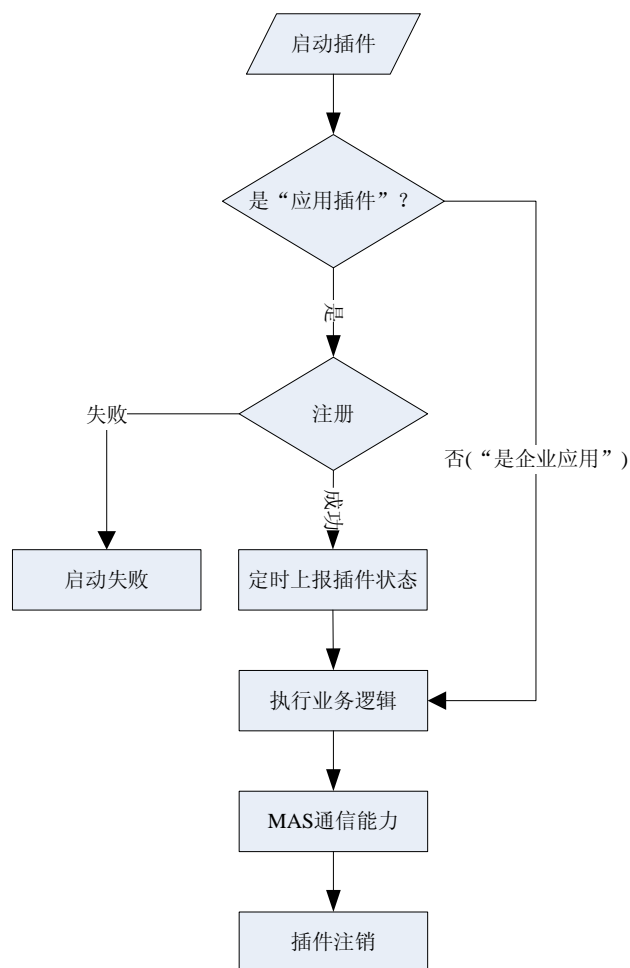 启动插件
是“应用插件”？
是
注册
失败
否(“是企业应用”)
成功
启动失败
定时上报插件状态
执行业务逻辑
MAS通信能力
插件注销